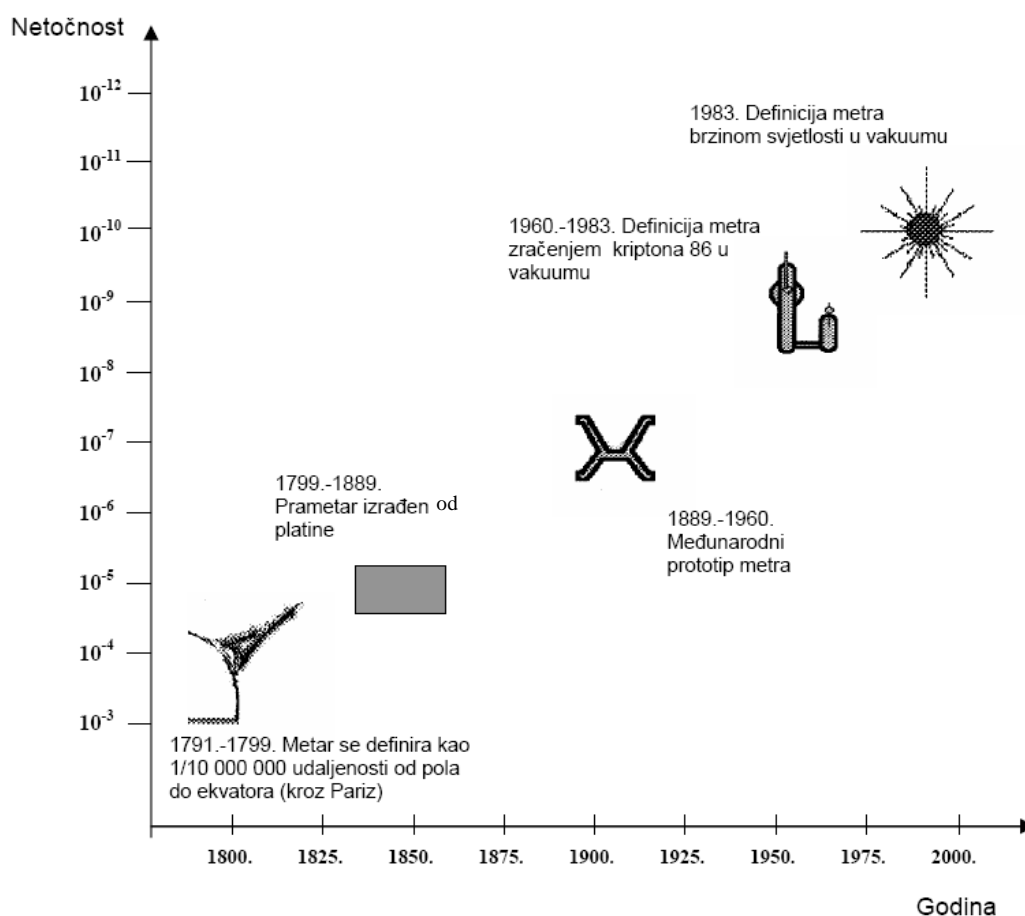 Netočnost
10-12
10-11
10-10
10-9
10-8
10-7
10-6
10-5
10-4
10-3
1983. Definicija metra
brzinom svjetlosti u vakuumu
1960.-1983. Definicija metra
zračenjem kriptona 86 u
vakuumu
1799.-1889.
Prametar izrađen od
platine
1889.-1960.
Međunarodni
prototip metra
1791.-1799. Metar se definira kao
1/10 000 000 udaljenosti od pola
do ekvatora (kroz Pariz)
1800. 1825. 1850. 1875. 1900. 1925. 1950. 1975. 2000.
Godina